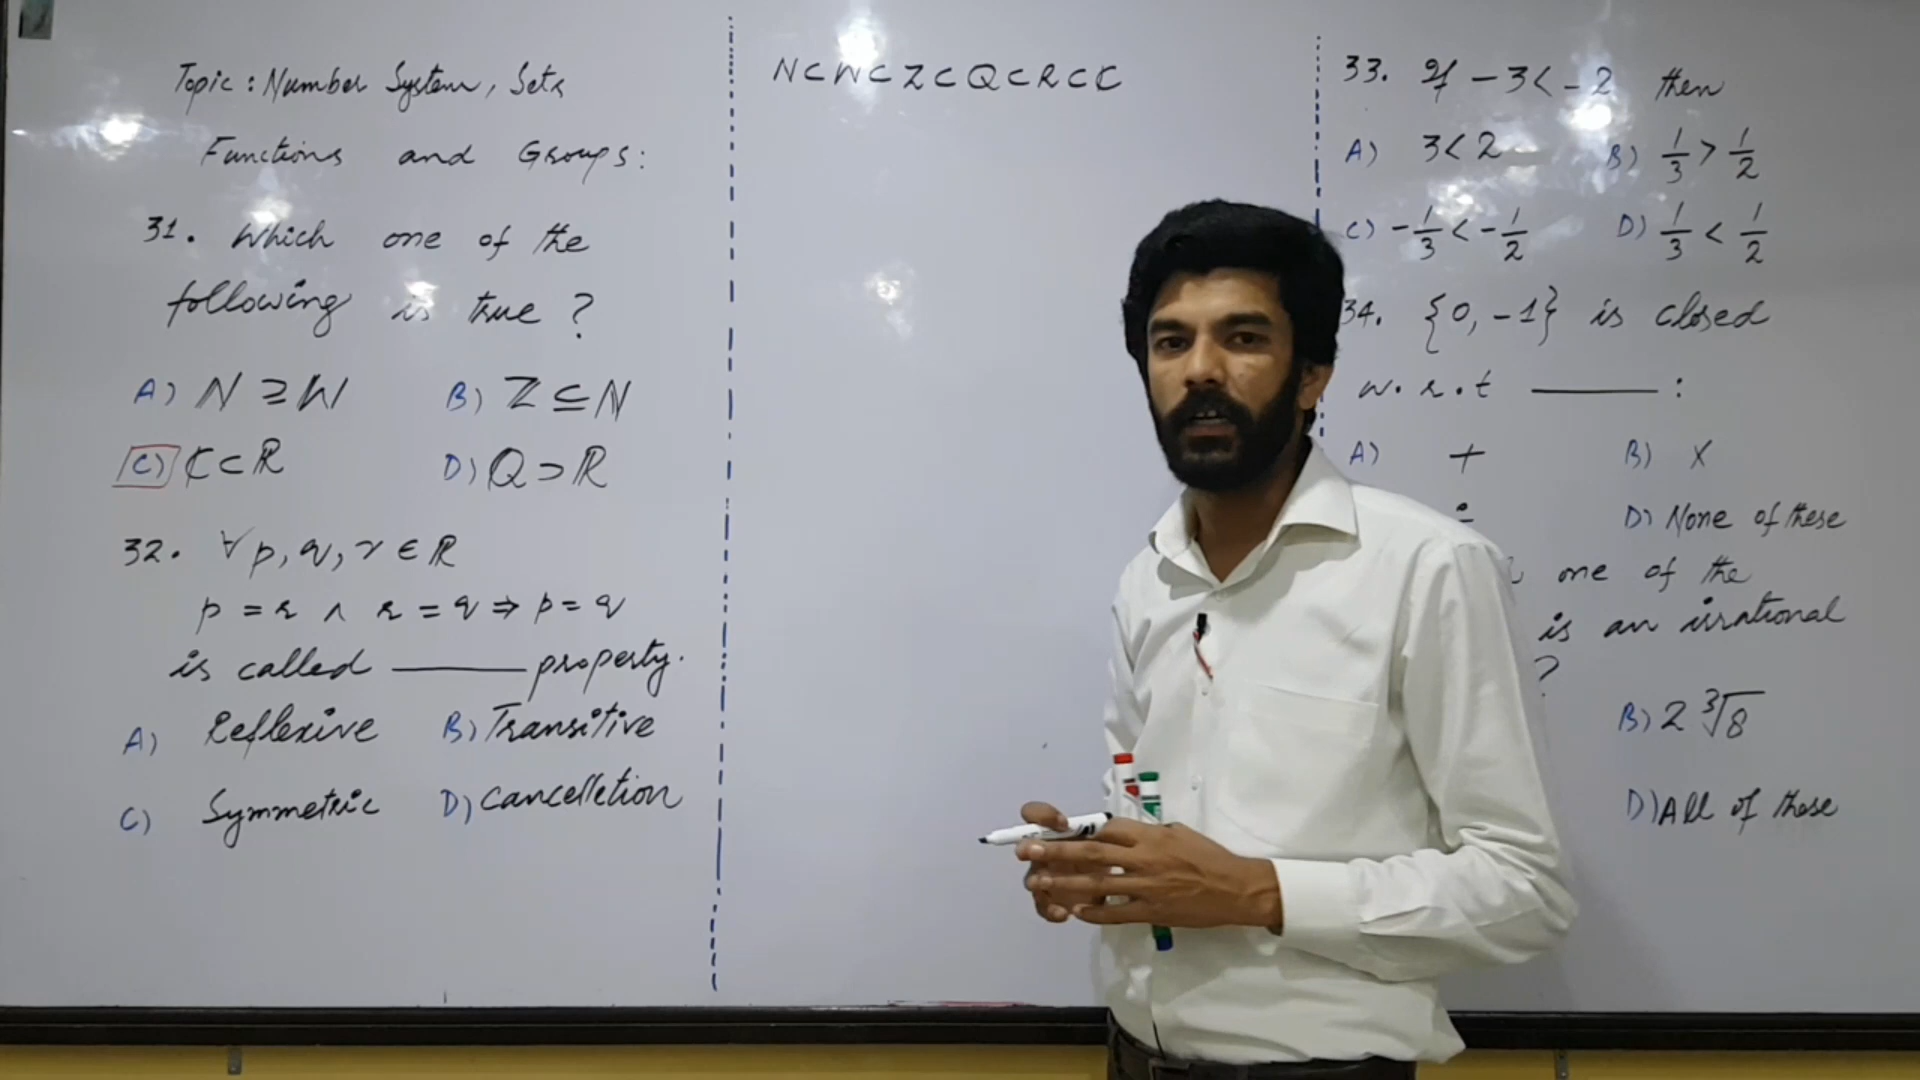 Topic: Number System, Sets
Functions and Groups:
31. Which one of the
following is true?
A) N ⊇ W B) ℤ ⊆ N
C) ℂ ⊂ ℝ D) Q ⊃ ℝ
32. ∀ p, q, r ∈ ℝ
p = r ∧ r = q ⇒ p = q
is called ______ property.
A) Reflexive B) Transitive
C) Symmetric D) Cancelletion
N ⊂ W ⊂ Z ⊂ Q ⊂ R ⊂ ℂ
33. If -3 < -2 then
A) 3 < 2 B) 1/3 > 1/2
C) -1/3 < -1/2 D) 1/3 < 1/2
34. {0, -1} is closed
w.r.t ______ :
A) + B) ×
D) None of these
one of the
is an irrational
?
B) 2 ∛8
D) All of these